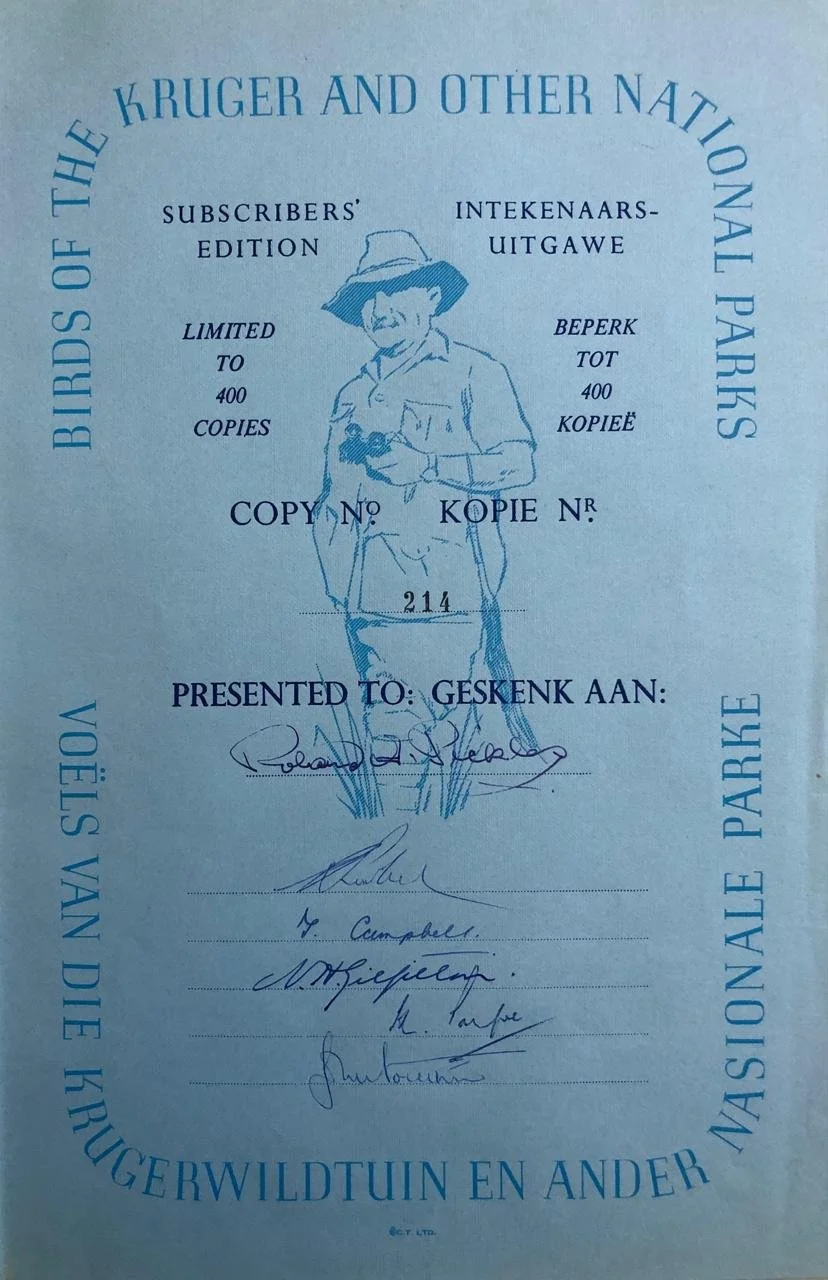 BIRDS OF THE KRUGER AND OTHER NATIONAL PARKS
SUBSCRIBERS'
EDITION
INTEKENAARS-
UITGAWE
LIMITED
TO
400
COPIES
BEPERK
TOT
400
KOPIEË
COPY Nº. KOPIE NR.
214
PRESENTED TO: GESKENK AAN:
Campbell.
VOËLS VAN DIE KRUGERWILDTUIN EN ANDER NASIONALE PARKE
C.T. LTD.